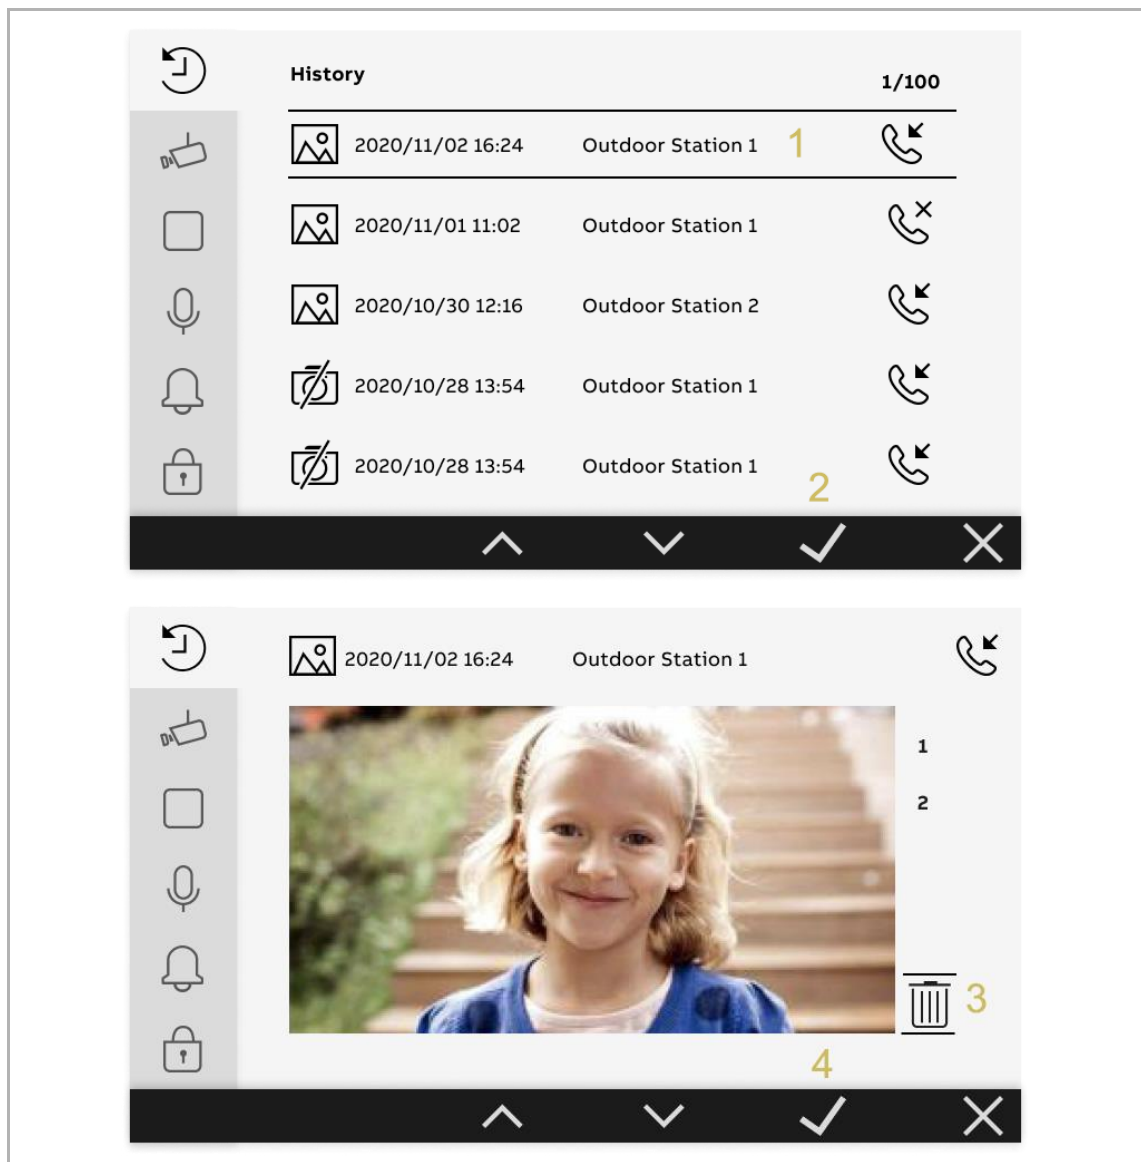 History
1/100
2020/11/02 16:24 Outdoor Station 1 1
2020/11/01 11:02 Outdoor Station 1
2020/10/30 12:16 Outdoor Station 2
2020/10/28 13:54 Outdoor Station 1
2020/10/28 13:54 Outdoor Station 1
2
2020/11/02 16:24 Outdoor Station 1
1
2
3
4